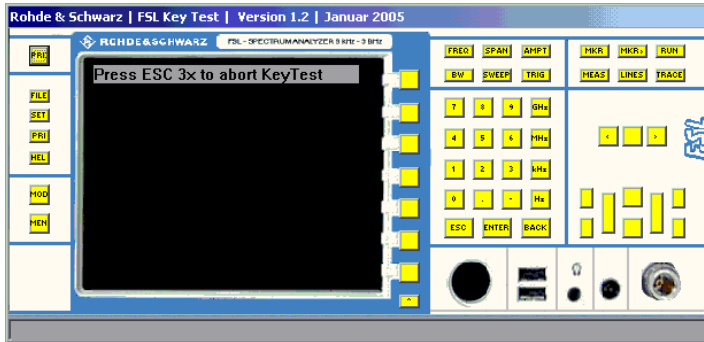 Rohde & Schwarz | FSL Key Test | Version 1.2 | Januar 2005
ROHDE&SCHWARZ FSL - SPECTRUM ANALYZER 9 kHz - 3 GHz
Press ESC 3x to abort KeyTest
PRE
FILE
SET
PRI
HEL
MOD
MEN
FREQ SPAN AMPT
BW SWEEP TRIG
MKR MKR> RUN
MEAS LINES TRACE
7 8 9 GHz
4 5 6 MHz
1 2 3 kHz
0 . - Hz
ESC ENTER BACK
< >
^
FSL